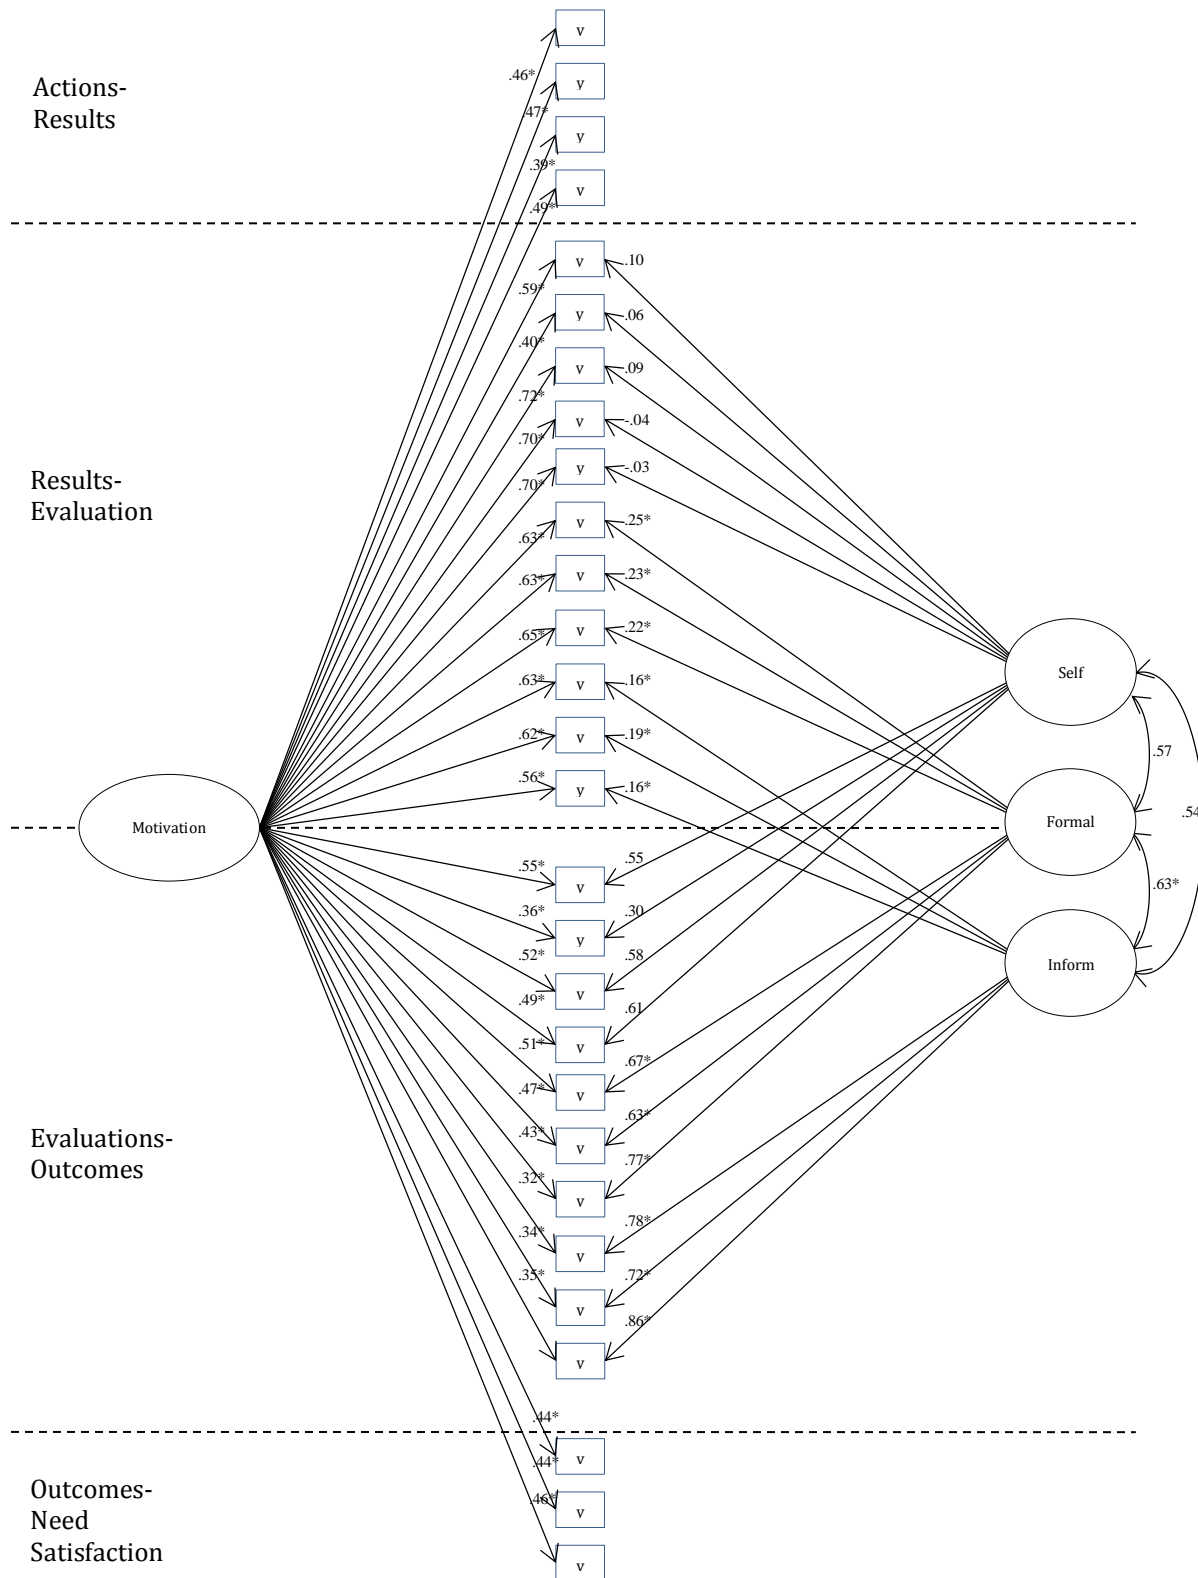 v
.46*
Actions-
Results
y
.47*
y
.39*
v
.49*
v
.10
.59*
y
.06
.40*
v
.09
.72*
v
-.04
.70*
y
-.03
Results-
Evaluation
.70*
v
.25*
.63*
v
.23*
.63*
v
.22*
.65*
v
.16*
.63*
Self
v
.19*
.62*
.57
y
.16*
.56*
.54
Motivation
Formal
.55*
v
.55
.63*
.36*
y
.30
.52*
v
.58
Inform
.49*
v
.61
.51*
v
.67*
.47*
v
.63*
.43*
Evaluations-
Outcomes
v
.77*
.32*
v
.78*
.34*
v
.72*
.35*
v
.86*
.44*
v
.44*
Outcomes-
Need
Satisfaction
v
.46*
v